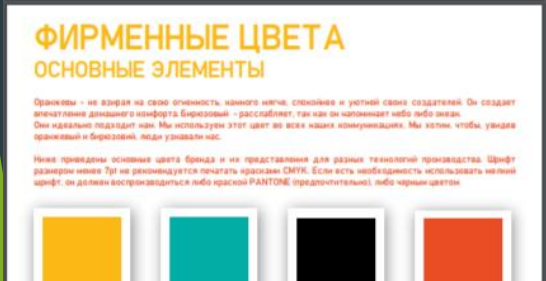 ФИРМЕННЫЕ ЦВЕТА
ОСНОВНЫЕ ЭЛЕМЕНТЫ
Оранжевы - не взирая на свою огненность, намного мягче, спокойнее и уютней своих создателей. Он создает
впечатление домашнего комфорта. Бирюзовый - расслабляет, так как он напоминает небо либо океан.
Они идеально подходит нам. Мы используем этот цвет во всех наших коммуникациях. Мы хотим, чтобы, увидев
оранжевый и бирюзовий, люди узнавали нас.
Ниже приведены основные цвета бренда и их представления для разных технологий производства. Шрифт
размером менее 7pt не рекомендуется печатать красками CMYK. Если есть необходимость использовать мелкий
шрифт, он должен воспроизводиться либо краской PANTONE (предпочтительно), либо черным цветом